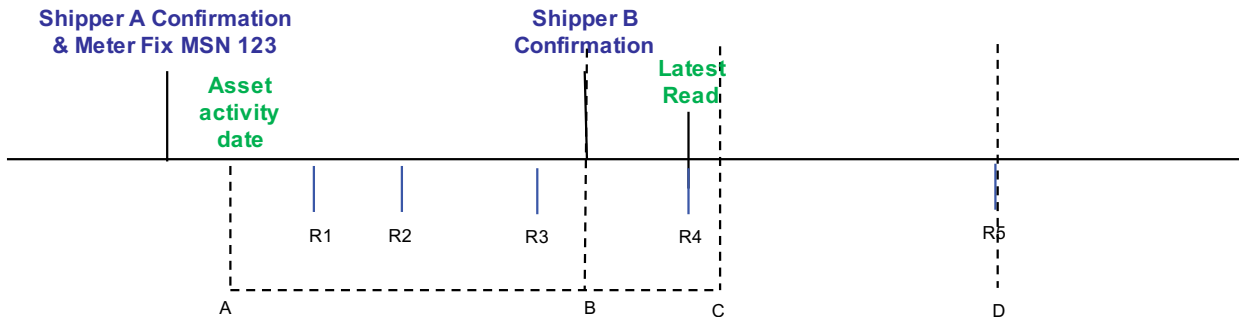 Shipper A Confirmation
& Meter Fix MSN 123
Shipper B
Confirmation
Asset
activity
date
Latest
Read
R1
R2
R3
R4
R5
A
B
C
D